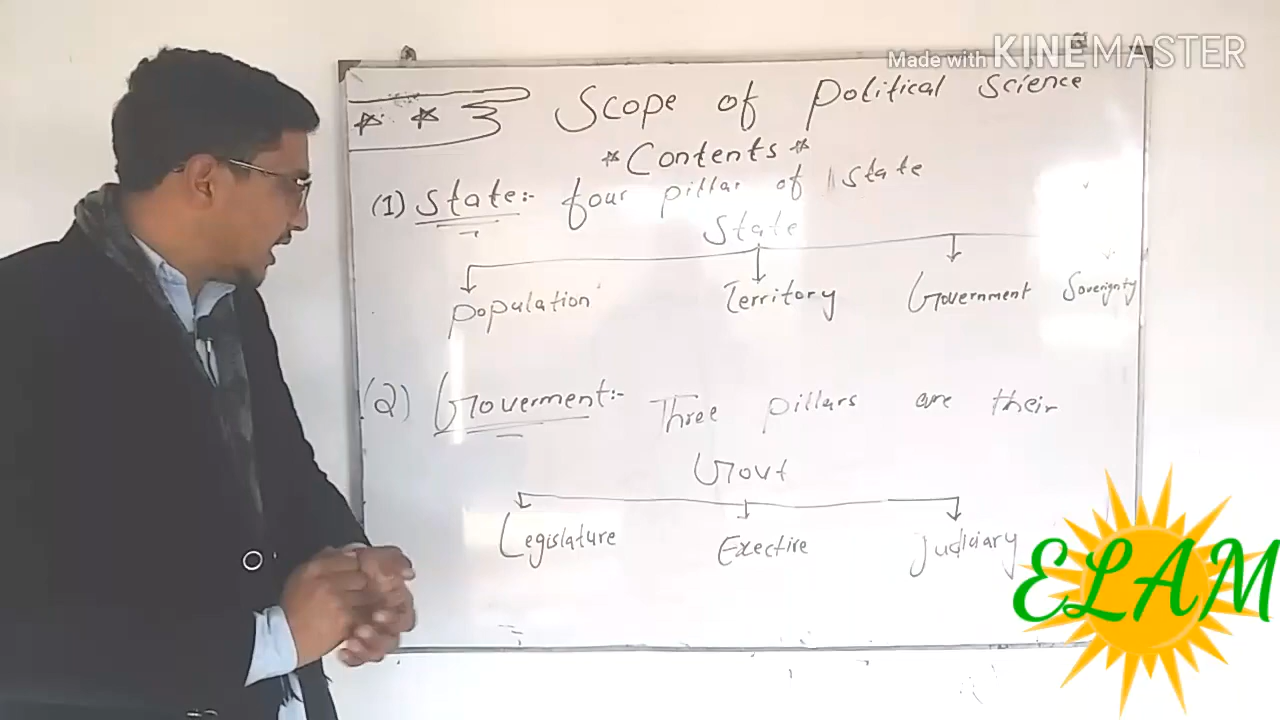 Made with KINEMASTER
Scope of Political Science
*Contents*
(1) State:- four pillar of state
State
Population Territory Government Soverignty
(2) Goverment:- Three pillars are their
Govt
Legislature Exective Judiciary
ELAM